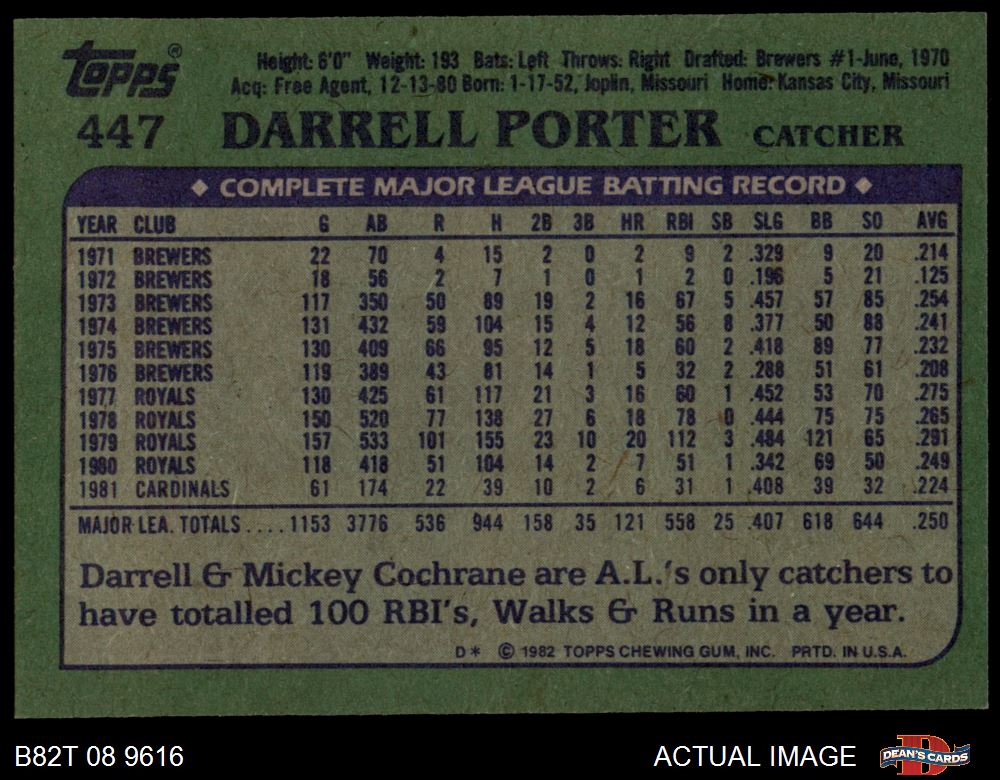 Topps®
Height: 6'0" Weight: 193 Bats: Left Throws: Right Drafted: Brewers #1-June, 1970
Acq: Free Agent, 12-13-80 Born: 1-17-52, Joplin, Missouri Home: Kansas City, Missouri
447 DARRELL PORTER CATCHER
◆ COMPLETE MAJOR LEAGUE BATTING RECORD ◆
YEAR CLUB G AB R H 2B 3B HR RBI SB SLG BB SO AVG
1971 BREWERS 22 70 4 15 2 0 2 9 2 .329 9 20 .214
1972 BREWERS 18 56 2 7 1 0 1 2 0 .196 5 21 .125
1973 BREWERS 117 350 50 89 19 2 16 67 5 .457 57 85 .254
1974 BREWERS 131 432 59 104 15 4 12 56 8 .377 50 88 .241
1975 BREWERS 130 409 66 95 12 5 18 60 2 .418 89 77 .232
1976 BREWERS 119 389 43 81 14 1 5 32 2 .288 51 61 .208
1977 ROYALS 130 425 61 117 21 3 16 60 1 .452 53 70 .275
1978 ROYALS 150 520 77 138 27 6 18 78 0 .444 75 75 .265
1979 ROYALS 157 533 101 155 23 10 20 112 3 .484 121 65 .291
1980 ROYALS 118 418 51 104 14 2 7 51 1 .342 69 50 .249
1981 CARDINALS 61 174 22 39 10 2 6 31 1 .408 39 32 .224
MAJOR LEA. TOTALS .... 1153 3776 536 944 158 35 121 558 25 .407 618 644 .250
Darrell & Mickey Cochrane are A.L.'s only catchers to
have totalled 100 RBI's, Walks & Runs in a year.
D* © 1982 TOPPS CHEWING GUM, INC. PRTD. IN U.S.A.
B82T 08 9616 ACTUAL IMAGE DEAN'S CARDS